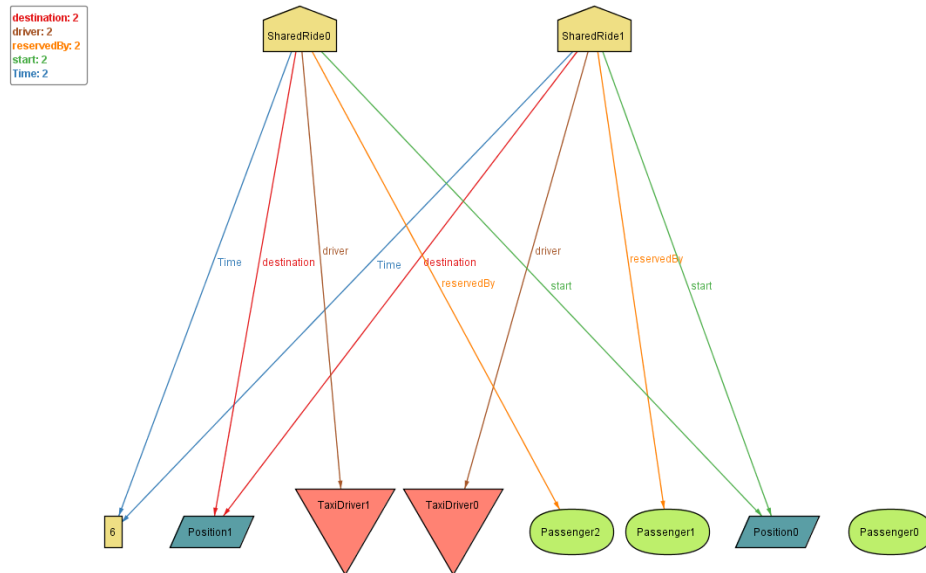 destination: 2
driver: 2
reservedBy: 2
start: 2
Time: 2
SharedRide0
SharedRide1
driver
driver
reservedBy
Time
destination
Time
destination
reservedBy
start
start
6
Position1
TaxiDriver1
TaxiDriver0
Passenger2
Passenger1
Position0
Passenger0